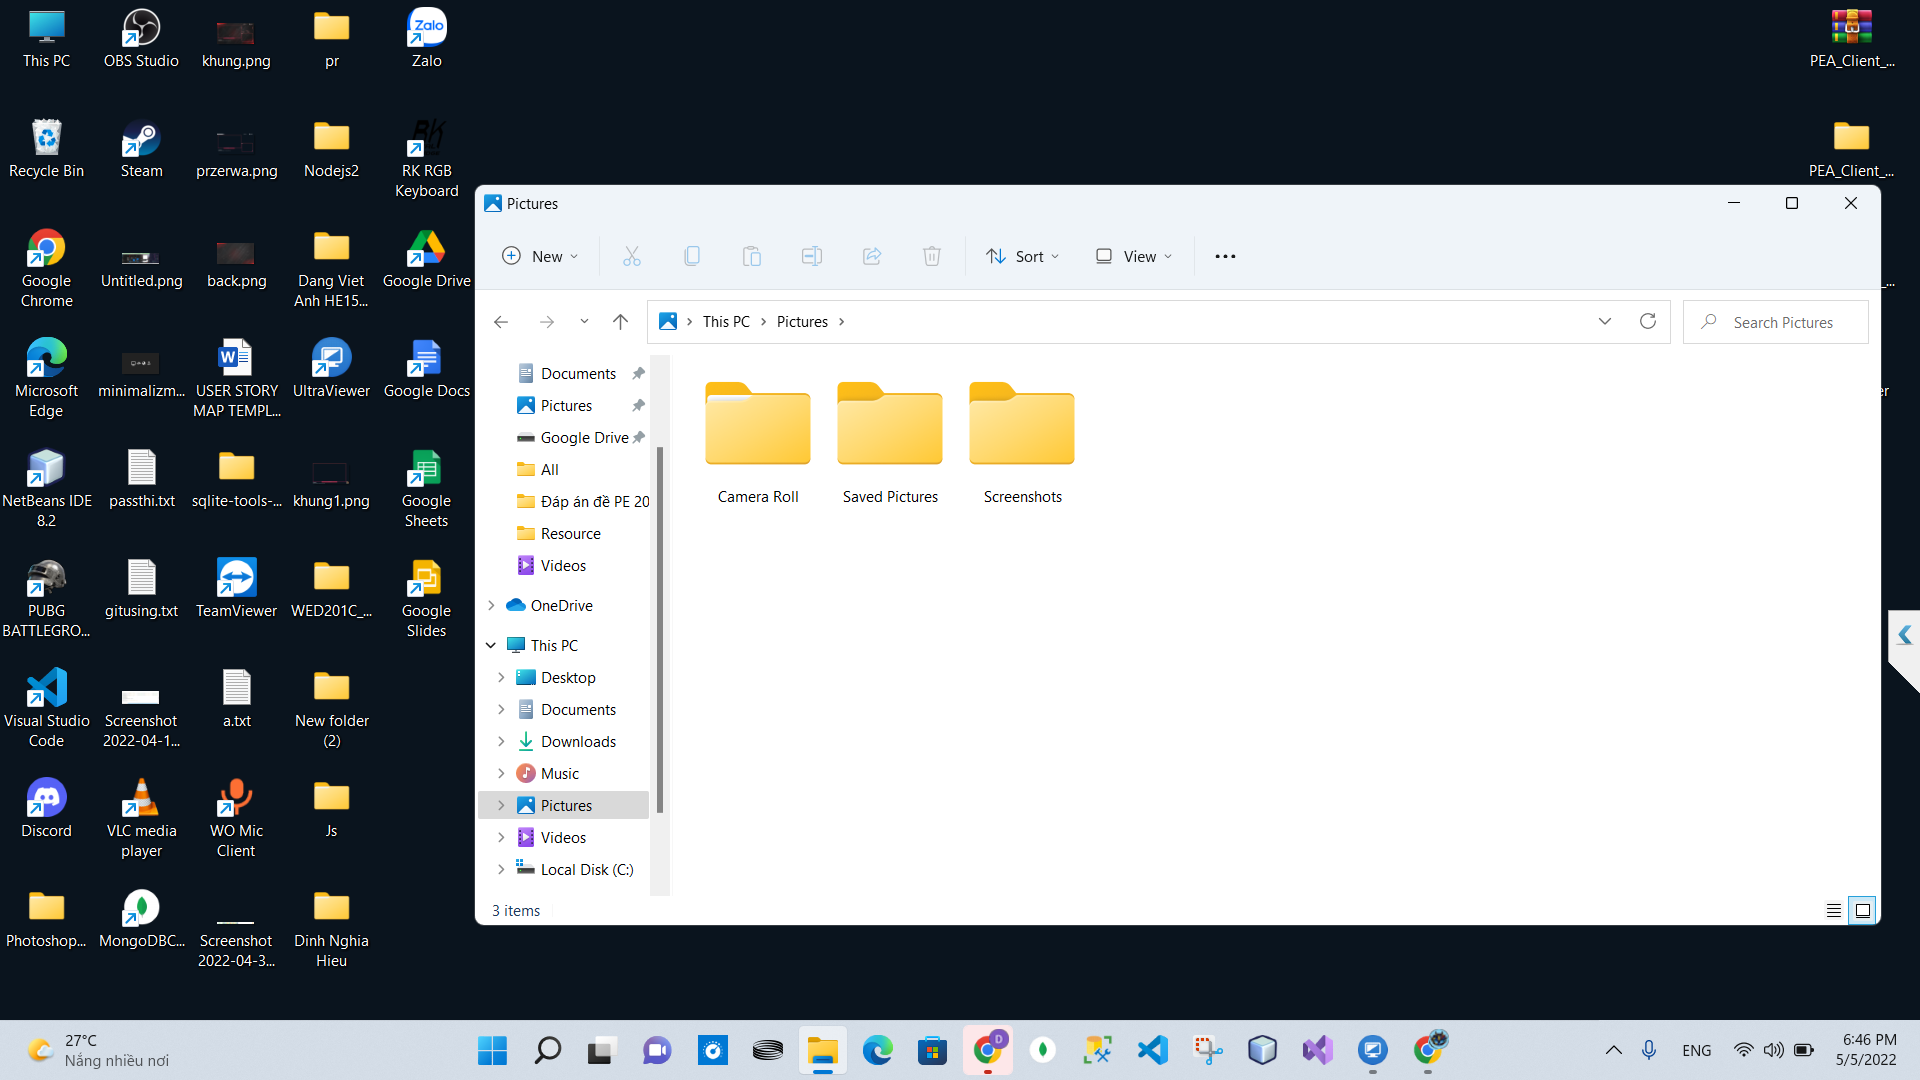 This PC
OBS Studio
khung.png
pr
Zalo
Zalo
PEA_Client_...
Recycle Bin
Steam
przerwa.png
Nodejs2
RK
RK RGB
Keyboard
PEA_Client_...
Google
Chrome
Untitled.png
back.png
Dang Viet
Anh HE15...
Google Drive
Microsoft
Edge
minimalizm...
USER STORY
MAP TEMPL...
UltraViewer
Google Docs
NetBeans IDE
8.2
passthi.txt
sqlite-tools-...
khung1.png
Google
Sheets
PUBG
BATTLEGRO...
gitusing.txt
TeamViewer
WED201C_...
Google
Slides
Visual Studio
Code
Screenshot
2022-04-1...
a.txt
New folder
(2)
Discord
VLC media
player
WO Mic
Client
Js
Photoshop...
MongoDBC...
Screenshot
2022-04-3...
Dinh Nghia
Hieu
Pictures
New
Sort
View
This PC
Pictures
Search Pictures
Documents
Pictures
Google Drive
All
Đáp án đề PE 20
Resource
Videos
OneDrive
This PC
Desktop
Documents
Downloads
Music
Pictures
Videos
Local Disk (C:)
Camera Roll
Saved Pictures
Screenshots
3 items
27°C
Nắng nhiều nơi
D
ENG
6:46 PM
5/5/2022